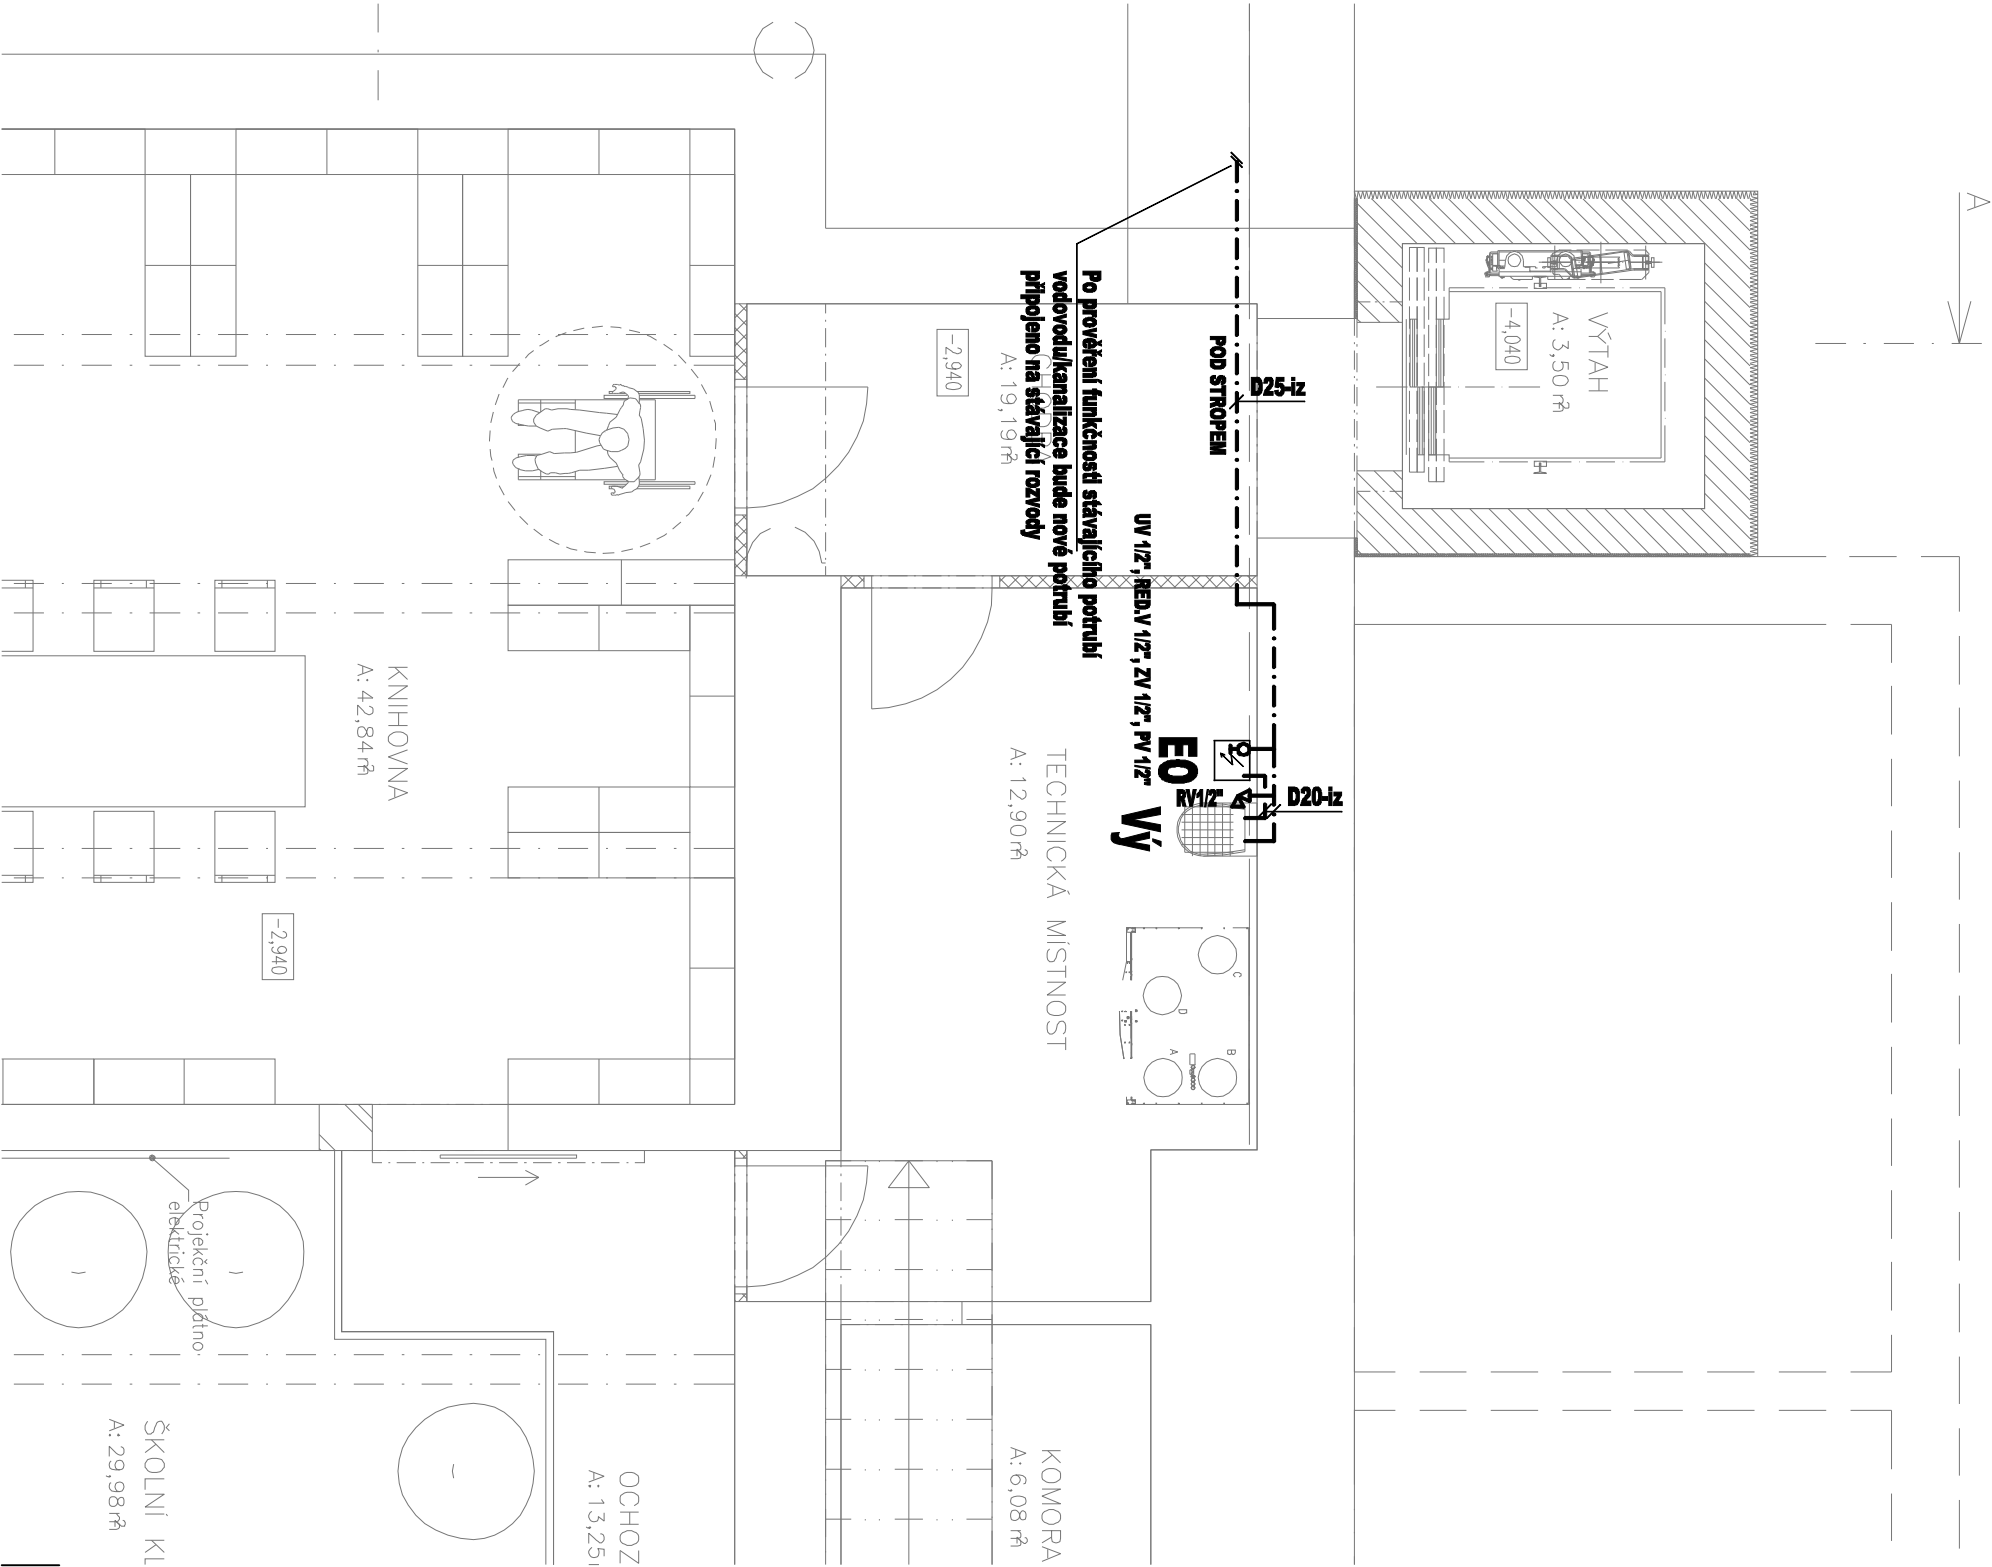 A
VÝTAH
A: 3,50 m²
-4,040
D25-iz
POD STROPEM
Po prověření funkčnosti stávajícího potrubí
vodovodu/kanalizace bude nové potrubí
připojeno na stávající rozvody
CHODBA
A: 19,19 m²
-2,940
UV 1/2", RED.V 1/2", ZV 1/2", PV 1/2"
EO
RV1/2"
D20-iz
Vý
TECHNICKÁ MÍSTNOST
A: 12,90 m²
C
D
B
A
KNIHOVNA
A: 42,84 m²
-2,940
Projekční plátno
elektrické
KOMORA
A: 6,08 m²
OCHOZ
A: 13,25
ŠKOLNÍ KL
A: 29,98 m²